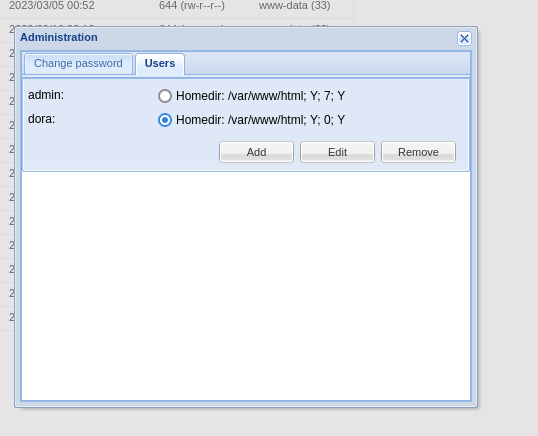 2023/03/05 00:52 644 (rw-r--r--) www-data (33)
Administration
Change password Users
admin: Homedir: /var/www/html; Y; 7; Y
dora: Homedir: /var/www/html; Y; 0; Y
Add Edit Remove